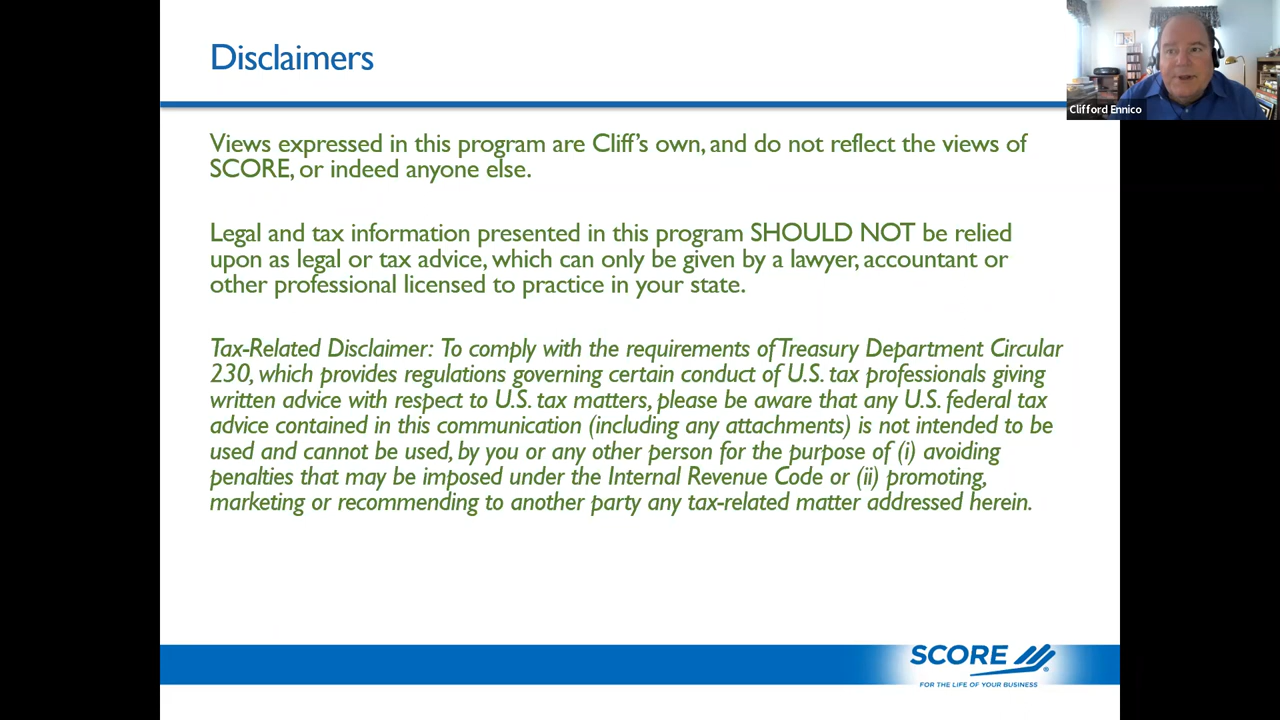 Disclaimers
Clifford Ennico
Views expressed in this program are Cliff's own, and do not reflect the views of
SCORE, or indeed anyone else.
Legal and tax information presented in this program SHOULD NOT be relied
upon as legal or tax advice, which can only be given by a lawyer, accountant or
other professional licensed to practice in your state.
Tax-Related Disclaimer: To comply with the requirements of Treasury Department Circular
230, which provides regulations governing certain conduct of U.S. tax professionals giving
written advice with respect to U.S. tax matters, please be aware that any U.S. federal tax
advice contained in this communication (including any attachments) is not intended to be
used and cannot be used, by you or any other person for the purpose of (i) avoiding
penalties that may be imposed under the Internal Revenue Code or (ii) promoting,
marketing or recommending to another party any tax-related matter addressed herein.
SCORE
FOR THE LIFE OF YOUR BUSINESS